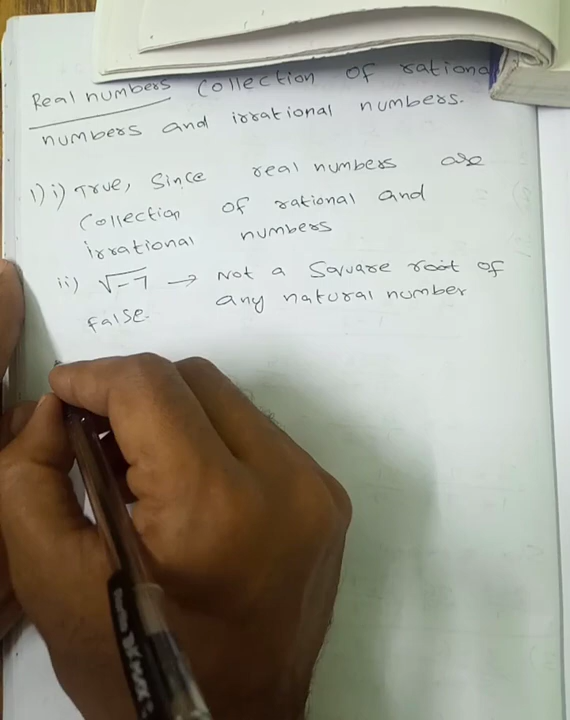 Real numbers Collection of rational
numbers and irrational numbers.
1) i) True, Since real numbers are
Collection of rational and
irrational numbers
ii) √-7 → Not a Square root of
any natural number
False.